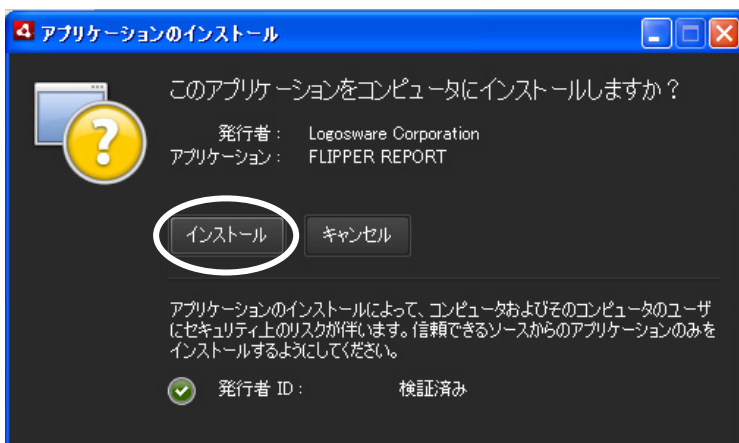 アプリケーションのインストール
このアプリケーションをコンピュータにインストールしますか？
発行者： Logosware Corporation
アプリケーション： FLIPPER REPORT
インストール キャンセル
アプリケーションのインストールによって、コンピュータおよびそのコンピュータのユーザ
にセキュリティ上のリスクが伴います。信頼できるソースからのアプリケーションのみを
インストールするようにしてください。
発行者 ID： 検証済み